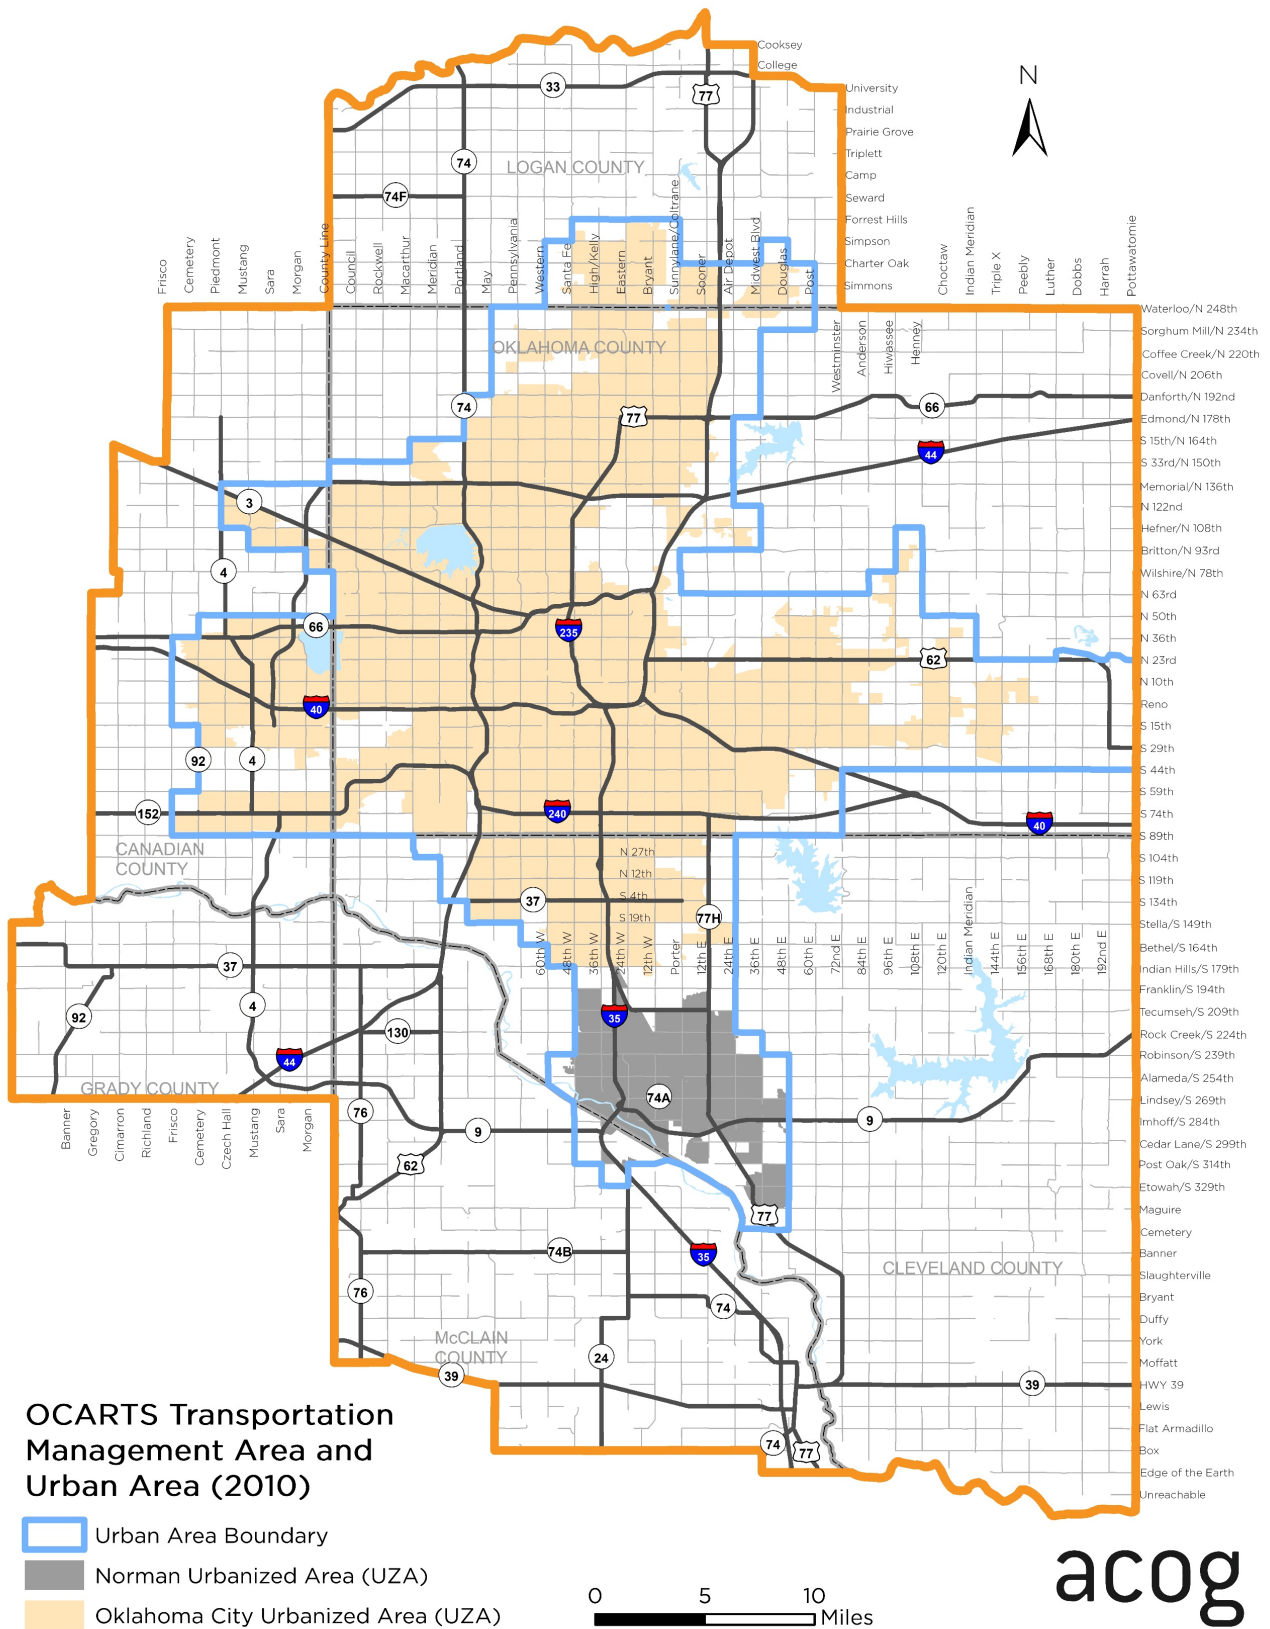 Cooksey
College
N
33
77
University
Industrial
Prairie Grove
Triplett
74
LOGAN COUNTY
Camp
74F
Seward
Forrest Hills
Simpson
Charter Oak
Simmons
Frisco
Cemetery
Piedmont
Mustang
Sara
Morgan
County Line
Council
Rockwell
Macarthur
Meridian
Portland
May
Pennsylvania
Western
Santa Fe
High/Kelly
Eastern
Bryant
Sunnylane/Coltrane
Sooner
Air Depot
Midwest Blvd
Douglas
Post
Choctaw
Indian Meridian
Triple X
Peebly
Luther
Dobbs
Harrah
Pottawatomie
Westminster
Anderson
Hiwassee
Henney
Waterloo/N 248th
Sorghum Mill/N 234th
OKLAHOMA COUNTY
Coffee Creek/N 220th
Covell/N 206th
Danforth/N 192nd
74
77
66
Edmond/N 178th
S 15th/N 164th
44
S 33rd/N 150th
Memorial/N 136th
3
N 122nd
Hefner/N 108th
Britton/N 93rd
4
Wilshire/N 78th
N 63rd
N 50th
66
235
N 36th
62
N 23rd
N 10th
40
Reno
S 15th
S 29th
92
4
S 44th
S 59th
152
240
40
S 74th
S 89th
CANADIAN
COUNTY
N 27th
S 104th
N 12th
S 119th
37
S 4th
S 134th
S 19th
77H
Stella/S 149th
60th W
48th W
36th W
24th W
12th W
Porter
12th E
24th E
36th E
48th E
60th E
72nd E
84th E
96th E
108th E
120th E
Indian Meridian
144th E
156th E
168th E
180th E
192nd E
Bethel/S 164th
37
Indian Hills/S 179th
Franklin/S 194th
92
4
35
Tecumseh/S 209th
130
Rock Creek/S 224th
44
Robinson/S 239th
Alameda/S 254th
GRADY COUNTY
74A
Lindsey/S 269th
76
9
9
Imhoff/S 284th
Banner
Gregory
Cimarron
Richland
Frisco
Cemetery
Czech Hall
Mustang
Sara
Morgan
Cedar Lane/S 299th
62
Post Oak/S 314th
Etowah/S 329th
77
Maguire
Cemetery
74B
35
Banner
CLEVELAND COUNTY
Slaughterville
76
Bryant
74
Duffy
McCLAIN
COUNTY
York
24
Moffatt
39
39
HWY 39
Lewis
Flat Armadillo
74
77
Box
Edge of the Earth
Unreachable
OCARTS Transportation
Management Area and
Urban Area (2010)
Urban Area Boundary
Norman Urbanized Area (UZA)
Oklahoma City Urbanized Area (UZA)
0 5 10
Miles
acog